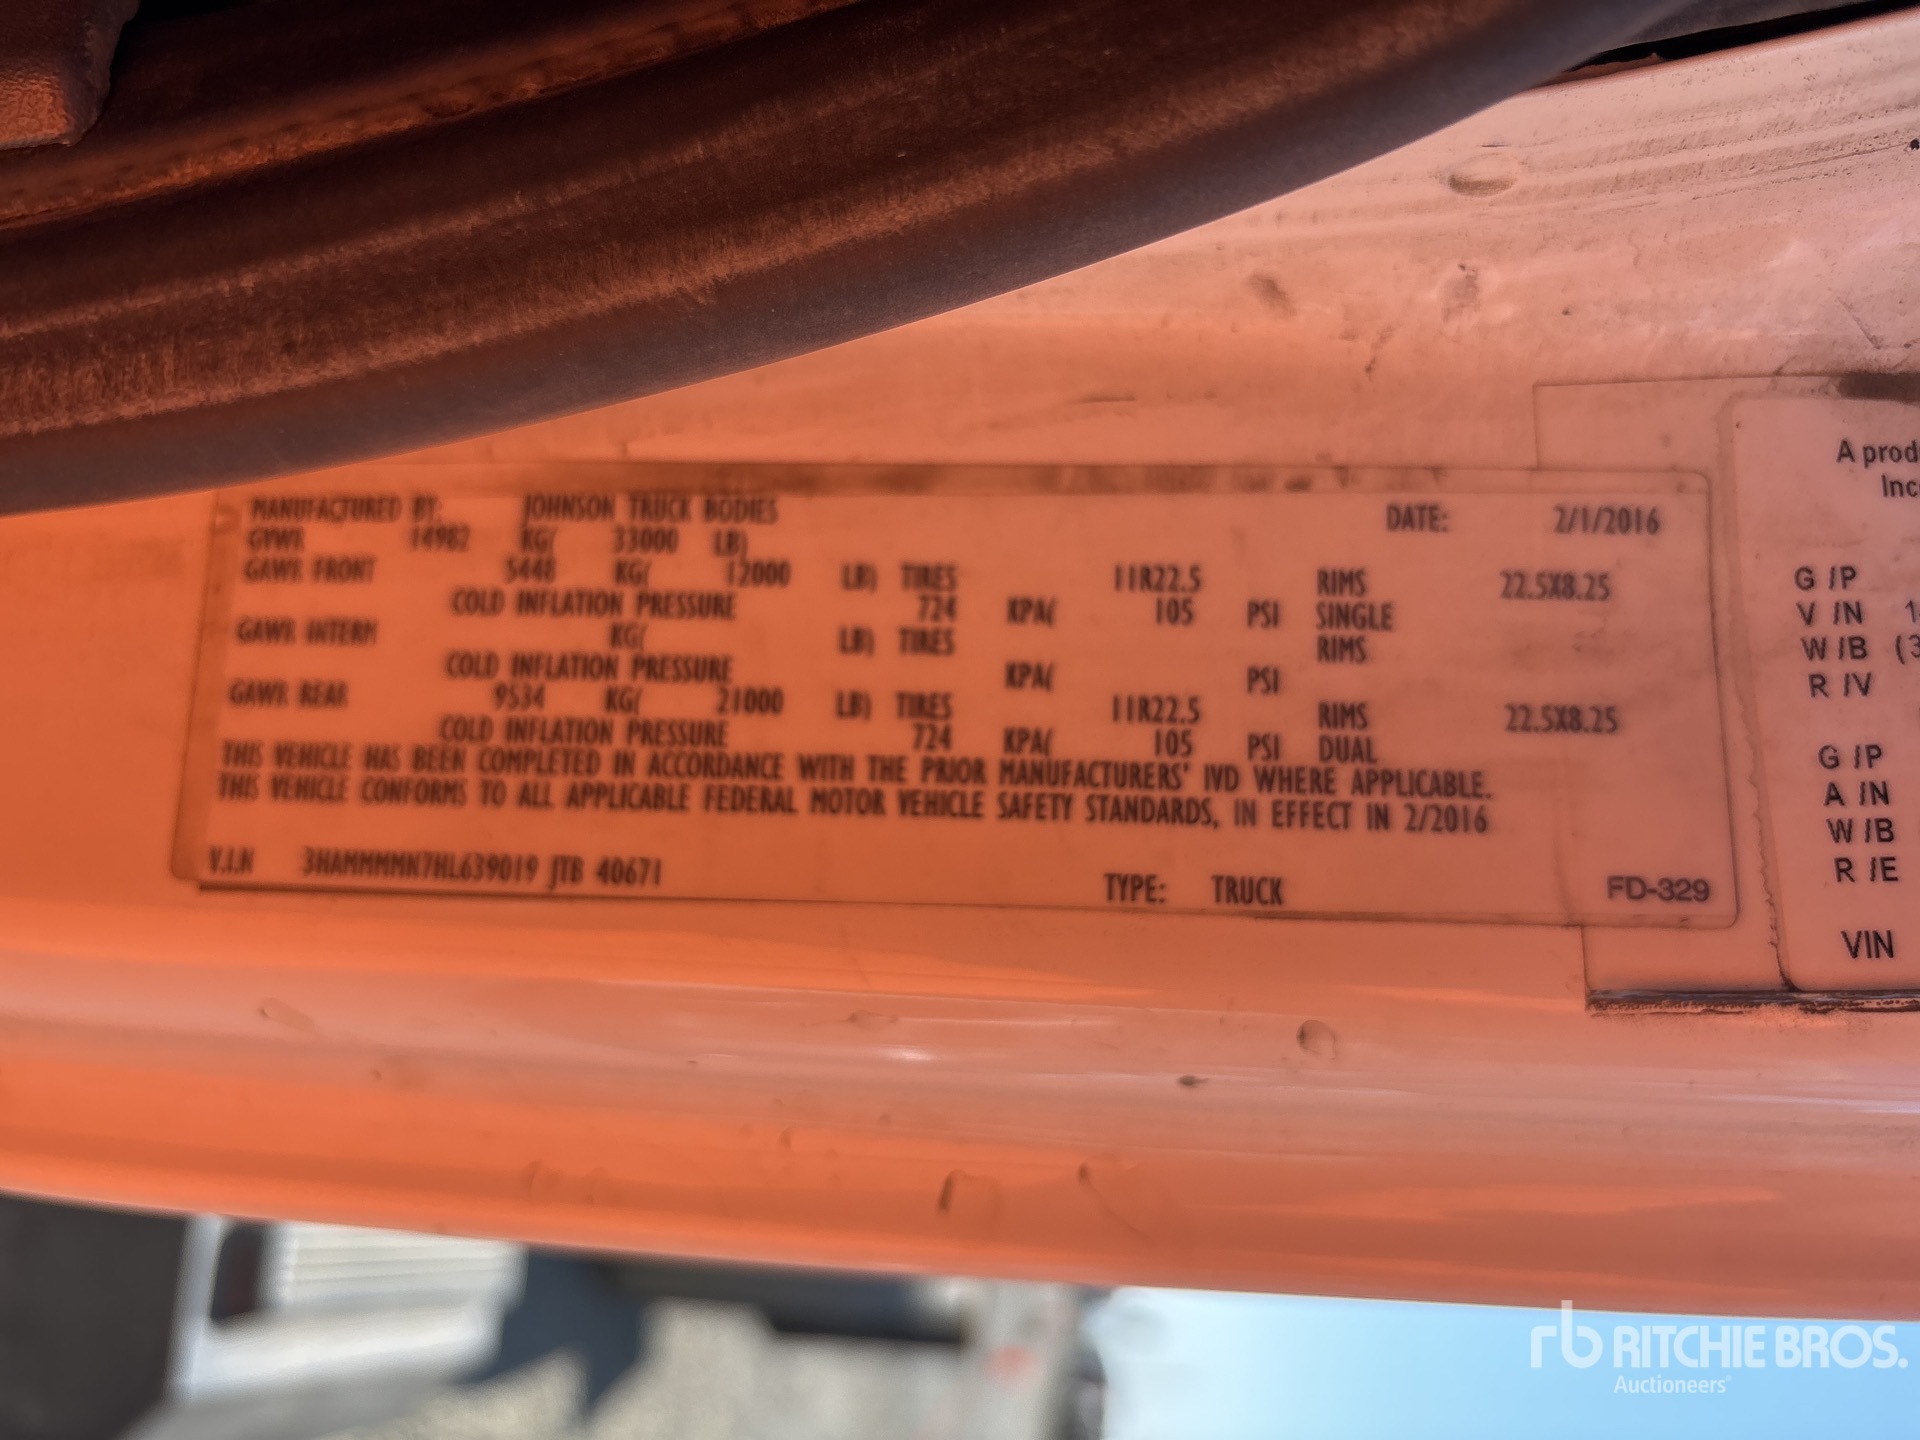 MANUFACTURED BY: JOHNSON TRUCK BODIES DATE: 2/1/2016
GVWR 14982 KG( 33000 LB)
GAWR FRONT 5448 KG( 12000 LB) TIRES 11R22.5 RIMS 22.5X8.25
COLD INFLATION PRESSURE 724 KPA( 105 PSI SINGLE
GAWR INTERM KG( LB) TIRES RIMS
COLD INFLATION PRESSURE KPA( PSI
GAWR REAR 9534 KG( 21000 LB) TIRES 11R22.5 RIMS 22.5X8.25
COLD INFLATION PRESSURE 724 KPA( 105 PSI DUAL
THIS VEHICLE HAS BEEN COMPLETED IN ACCORDANCE WITH THE PRIOR MANUFACTURERS' IVD WHERE APPLICABLE.
THIS VEHICLE CONFORMS TO ALL APPLICABLE FEDERAL MOTOR VEHICLE SAFETY STANDARDS, IN EFFECT IN 2/2016
V.I.N 3HAMMMMN7HL639019 JTB 40671 TYPE: TRUCK FD-329
A prod
Inc
G /P
V /N 1
W /B (3
R /V
G /P
A /N
W /B
R /E
VIN
rb RITCHIE BROS.
Auctioneers